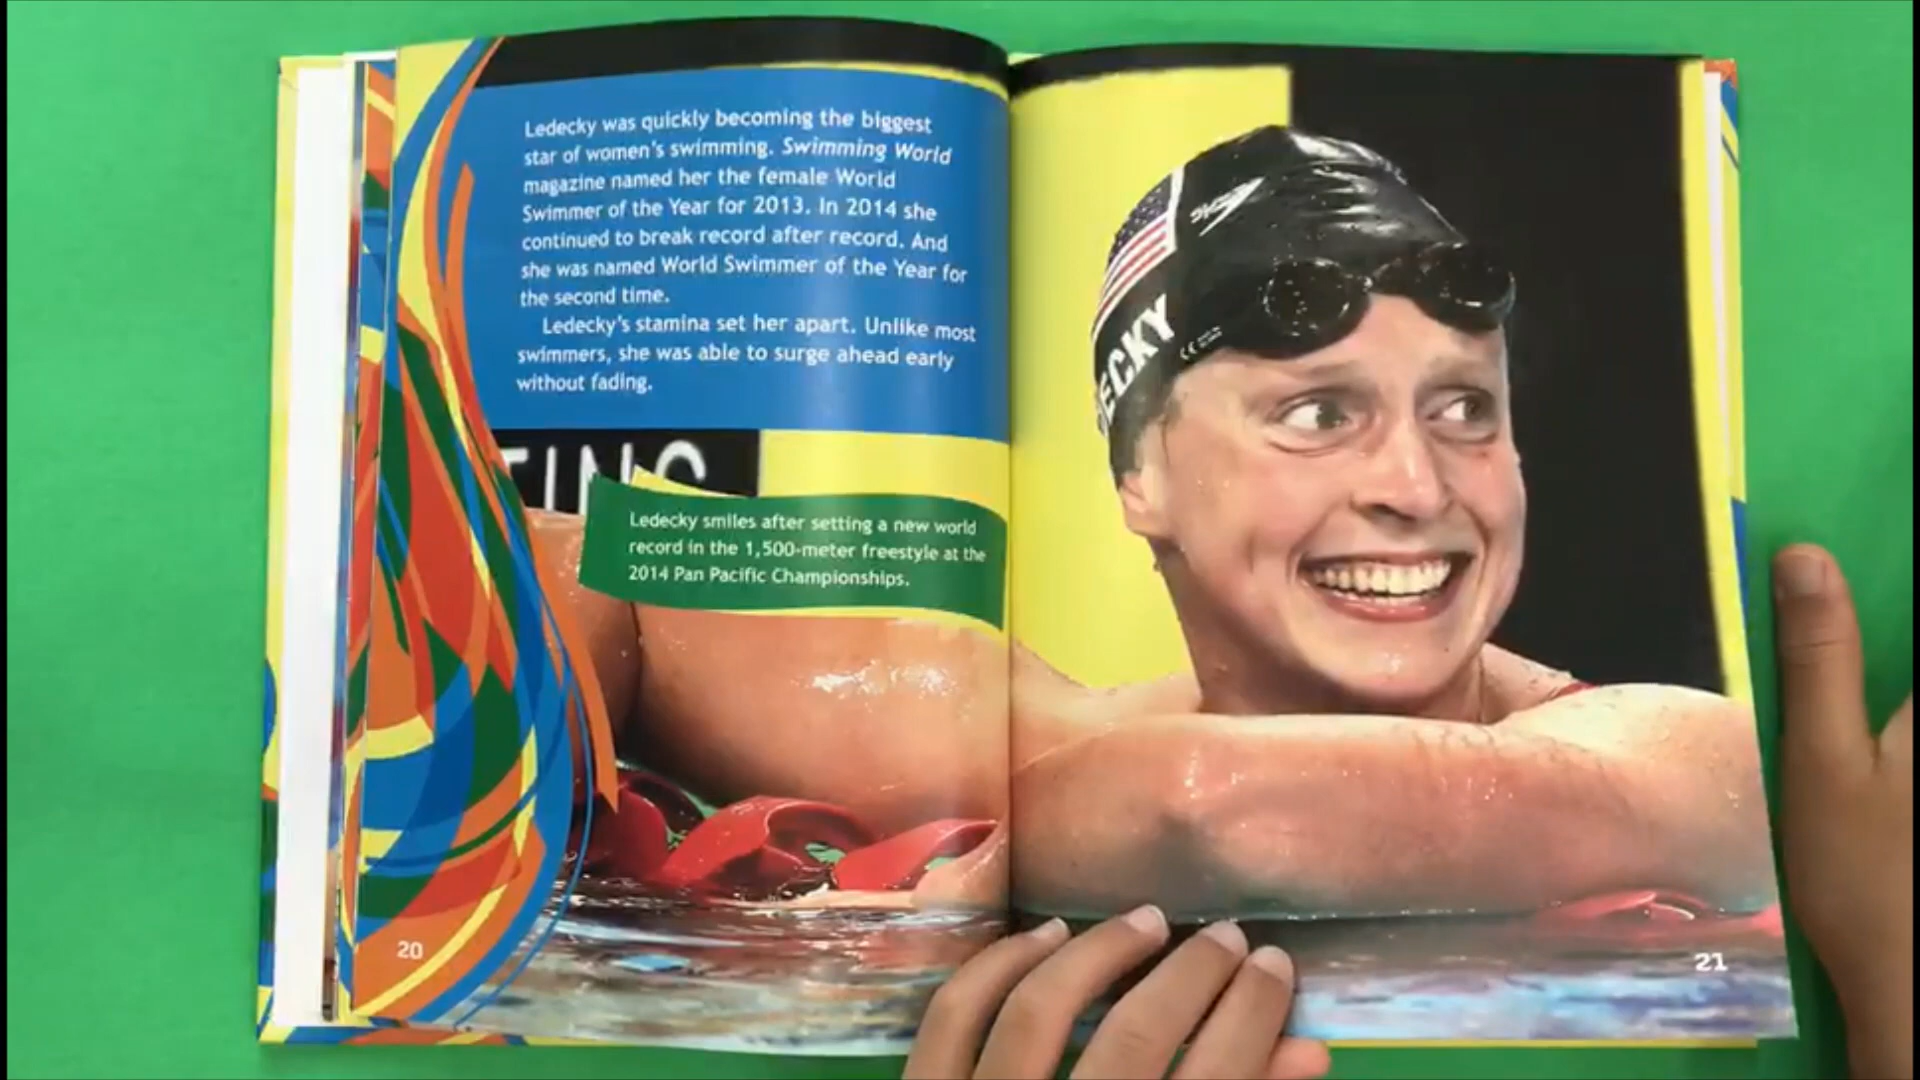 Ledecky was quickly becoming the biggest
star of women's swimming. Swimming World
magazine named her the female World
Swimmer of the Year for 2013. In 2014 she
continued to break record after record. And
she was named World Swimmer of the Year for
the second time.
Ledecky's stamina set her apart. Unlike most
swimmers, she was able to surge ahead early
without fading.
TING
Ledecky smiles after setting a new world
record in the 1,500-meter freestyle at the
2014 Pan Pacific Championships.
ECKY
20
21